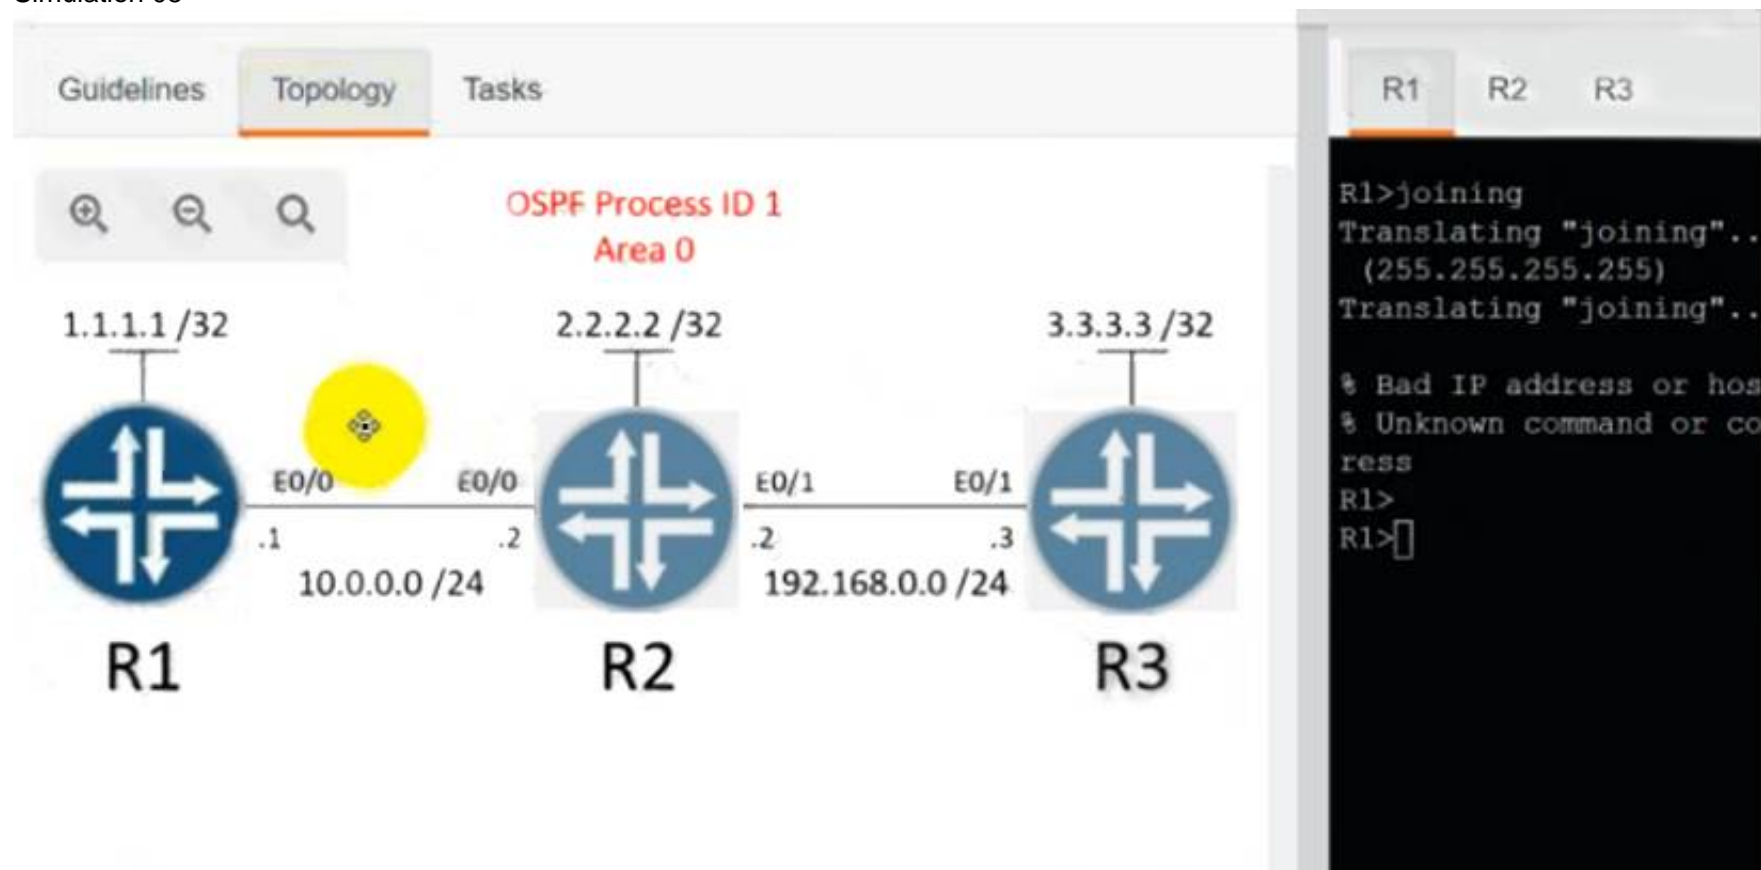 Guidelines Topology Tasks
R1 R2 R3
OSPF Process ID 1
Area 0
1.1.1.1 /32 2.2.2.2 /32 3.3.3.3 /32
E0/0 E0/0 E0/1 E0/1
.1 .2 .2 .3
10.0.0.0 /24 192.168.0.0 /24
R1 R2 R3
R1>joining
Translating "joining"..
(255.255.255.255)
Translating "joining"..
% Bad IP address or hos
% Unknown command or co
ress
R1>
R1>